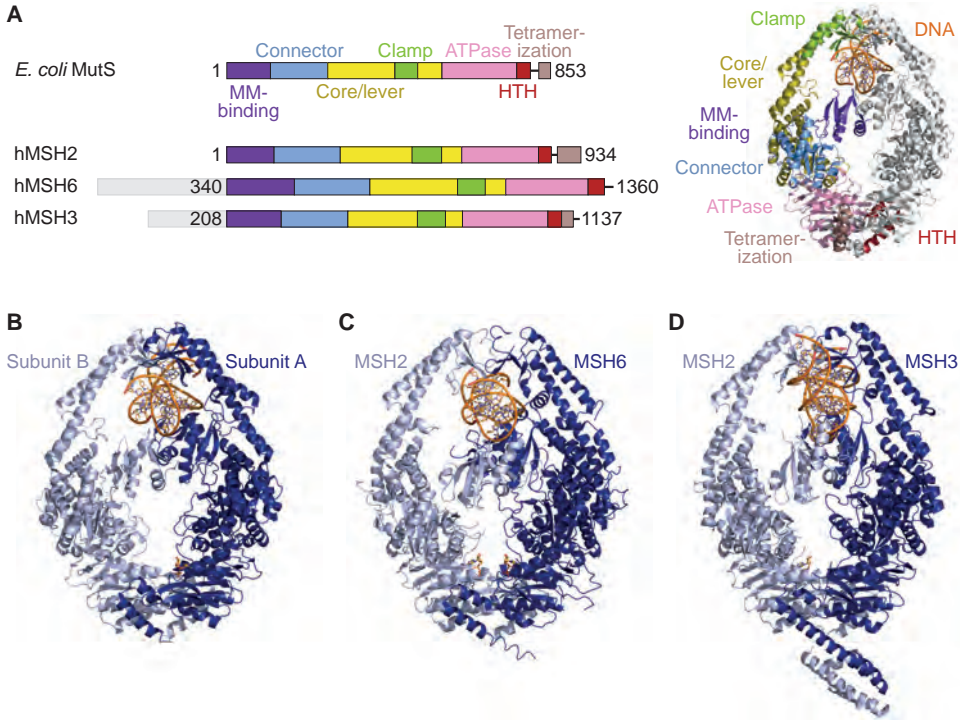 A
Connector
Clamp
ATPase
Tetramer-
ization
E. coli MutS
1
853
MM-
binding
Core/lever
HTH
hMSH2
1
934
hMSH6
340
1360
hMSH3
208
1137
Clamp
DNA
Core/
lever
MM-
binding
Connector
ATPase
Tetramer-
ization
HTH
B
Subunit B
Subunit A
C
MSH2
MSH6
D
MSH2
MSH3